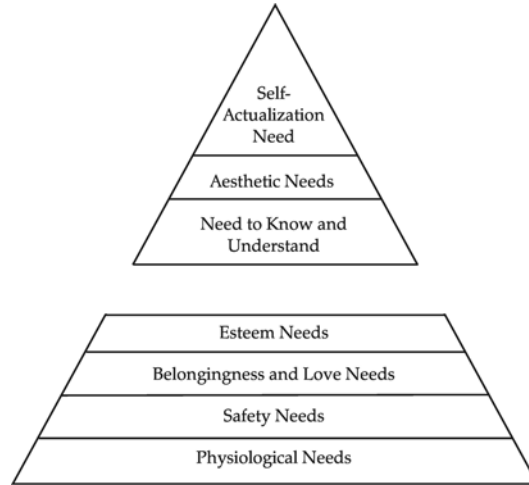 Self-
Actualization
Need
Aesthetic Needs
Need to Know and
Understand
Esteem Needs
Belongingness and Love Needs
Safety Needs
Physiological Needs